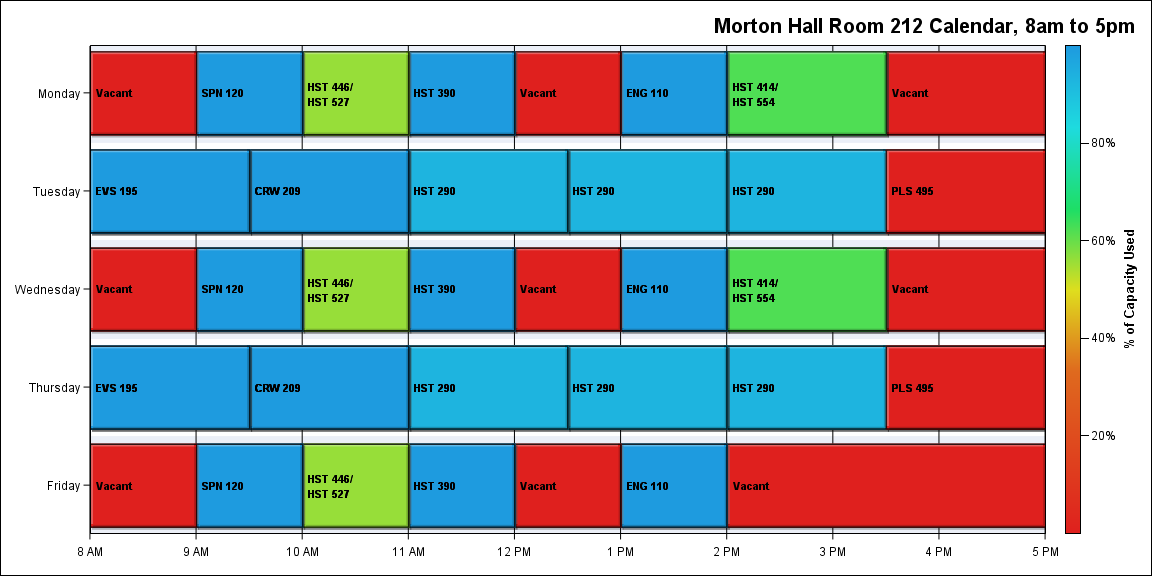 Morton Hall Room 212 Calendar, 8am to 5pm
Monday
Vacant
SPN 120
HST 446/
HST 527
HST 390
Vacant
ENG 110
HST 414/
HST 554
Vacant
Tuesday
EVS 195
CRW 209
HST 290
HST 290
HST 290
PLS 495
Wednesday
Vacant
SPN 120
HST 446/
HST 527
HST 390
Vacant
ENG 110
HST 414/
HST 554
Vacant
Thursday
EVS 195
CRW 209
HST 290
HST 290
HST 290
PLS 495
Friday
Vacant
SPN 120
HST 446/
HST 527
HST 390
Vacant
ENG 110
Vacant
8 AM
9 AM
10 AM
11 AM
12 PM
1 PM
2 PM
3 PM
4 PM
5 PM
80%
60%
40%
20%
% of Capacity Used